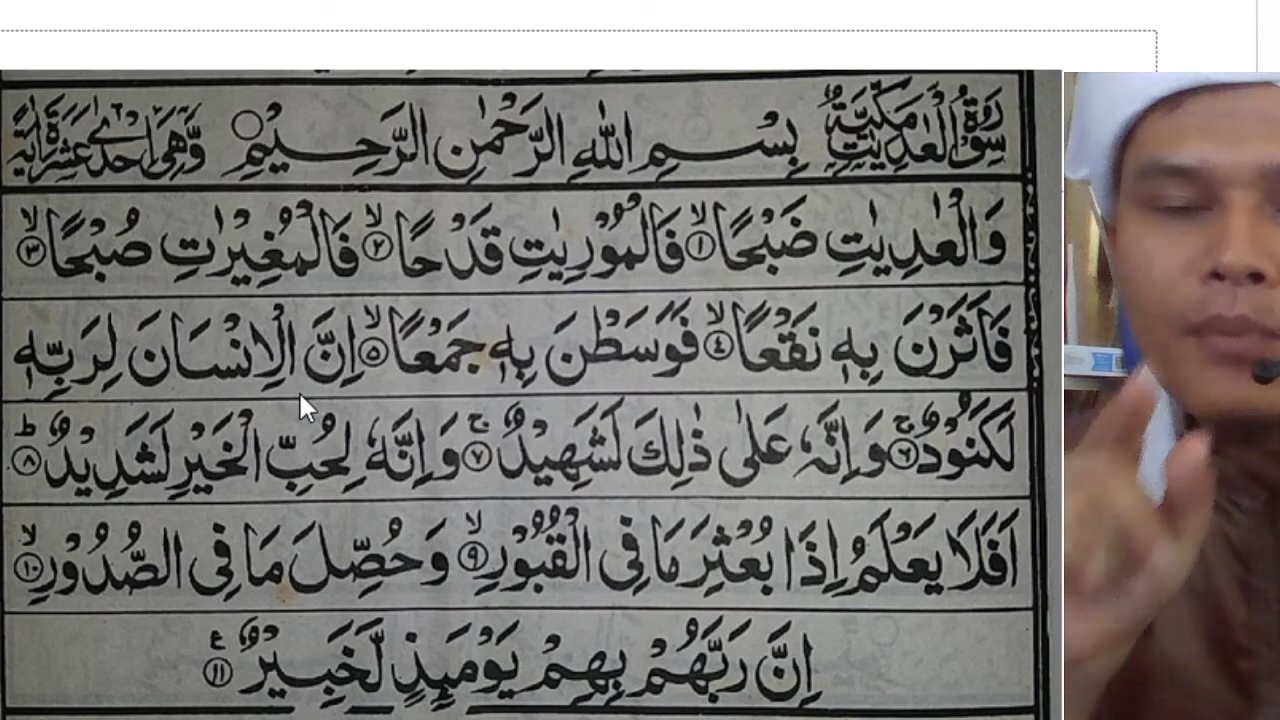 سُوْرَةُ الْعٰدِيٰتِ مَكِّيَّةٌ بِسْمِ اللّٰهِ الرَّحْمٰنِ الرَّحِيْمِ ○ وَّهِيَ اِحْدٰى عَشْرَةَ اٰيَةً
وَالْعٰدِيٰتِ ضَبْحًا ۙ﴿١﴾ فَالْمُوْرِيٰتِ قَدْحًا ۙ﴿٢﴾ فَالْمُغِيْرٰتِ صُبْحًا ۙ﴿٣﴾
فَاَثَرْنَ بِهٖ نَقْعًا ۙ﴿٤﴾ فَوَسَطْنَ بِهٖ جَمْعًا ۙ﴿٥﴾ اِنَّ الْاِنْسَانَ لِرَبِّهٖ
لَكَنُوْدٌ ۚ﴿٦﴾ وَاِنَّهٗ عَلٰى ذٰلِكَ لَشَهِيْدٌ ۚ﴿٧﴾ وَاِنَّهٗ لِحُبِّ الْخَيْرِ لَشَدِيْدٌ ؕ﴿٨﴾
اَفَلَا يَعْلَمُ اِذَا بُعْثِرَ مَا فِى الْقُبُوْرِ ۙ﴿٩﴾ وَحُصِّلَ مَا فِى الصُّدُوْرِ ۙ﴿١٠﴾
اِنَّ رَبَّهُمْ بِهِمْ يَوْمَىِٕذٍ لَّخَبِيْرٌ ࣖ﴿١١﴾